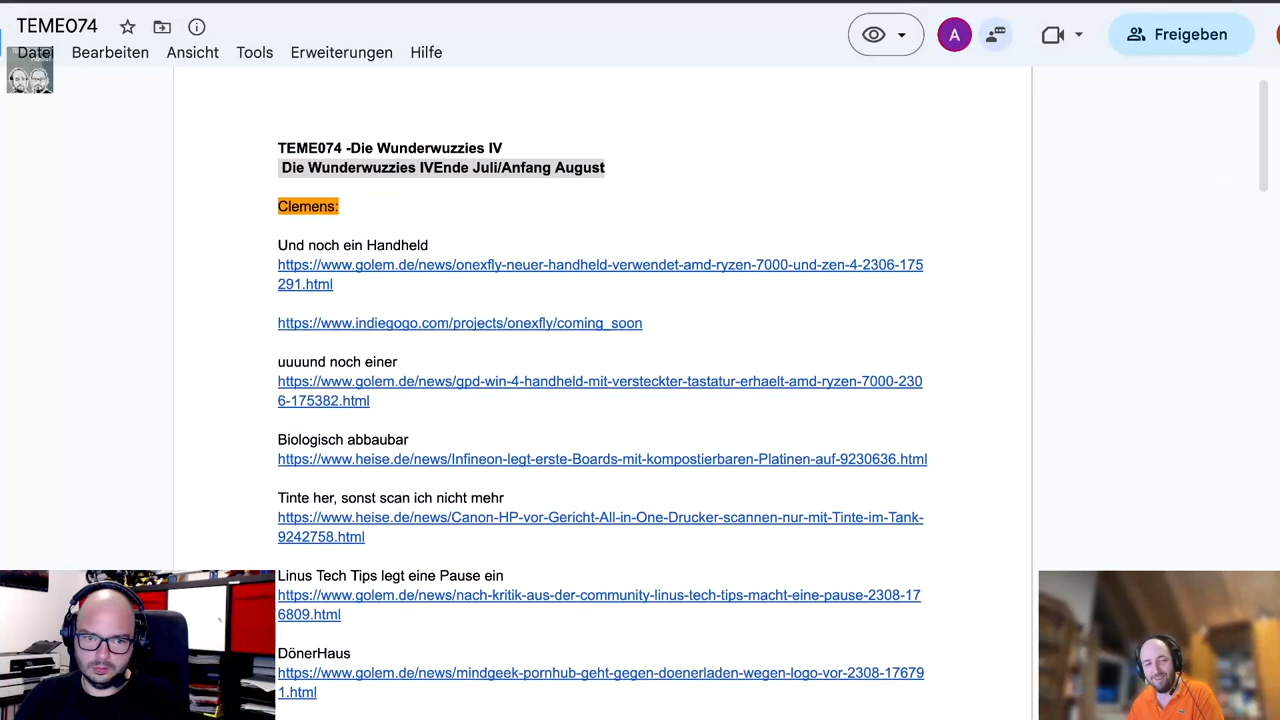 TEME074
Datei Bearbeiten Ansicht Tools Erweiterungen Hilfe
A
Freigeben
TEME074 -Die Wunderwuzzies IV
Die Wunderwuzzies IVEnde Juli/Anfang August
Clemens:
Und noch ein Handheld
https://www.golem.de/news/onexfly-neuer-handheld-verwendet-amd-ryzen-7000-und-zen-4-2306-175
291.html
https://www.indiegogo.com/projects/onexfly/coming_soon
uuuund noch einer
https://www.golem.de/news/gpd-win-4-handheld-mit-versteckter-tastatur-erhaelt-amd-ryzen-7000-230
6-175382.html
Biologisch abbaubar
https://www.heise.de/news/Infineon-legt-erste-Boards-mit-kompostierbaren-Platinen-auf-9230636.html
Tinte her, sonst scan ich nicht mehr
https://www.heise.de/news/Canon-HP-vor-Gericht-All-in-One-Drucker-scannen-nur-mit-Tinte-im-Tank-
9242758.html
Linus Tech Tips legt eine Pause ein
https://www.golem.de/news/nach-kritik-aus-der-community-linus-tech-tips-macht-eine-pause-2308-17
6809.html
DönerHaus
https://www.golem.de/news/mindgeek-pornhub-geht-gegen-doenerladen-wegen-logo-vor-2308-17679
1.html